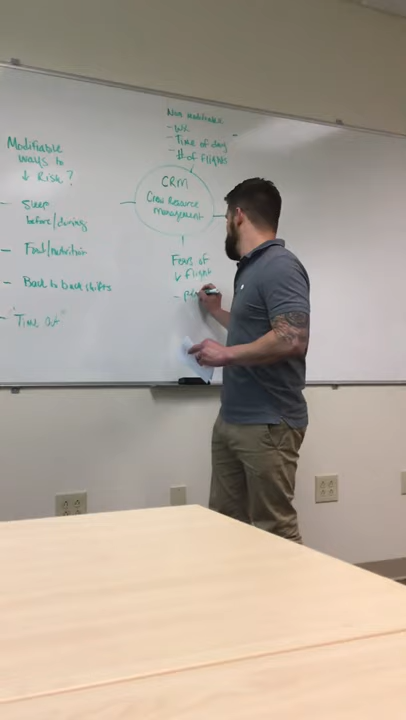 Modifiable
ways to
↓ Risk?
- Sleep
before/during
- Food/nutrition
- Back to back shifts
- "Time out"
Non modifiable
- wx
- Time of day
- # of flights
CRM
Crew Resource
management
Fears of
↓ flight